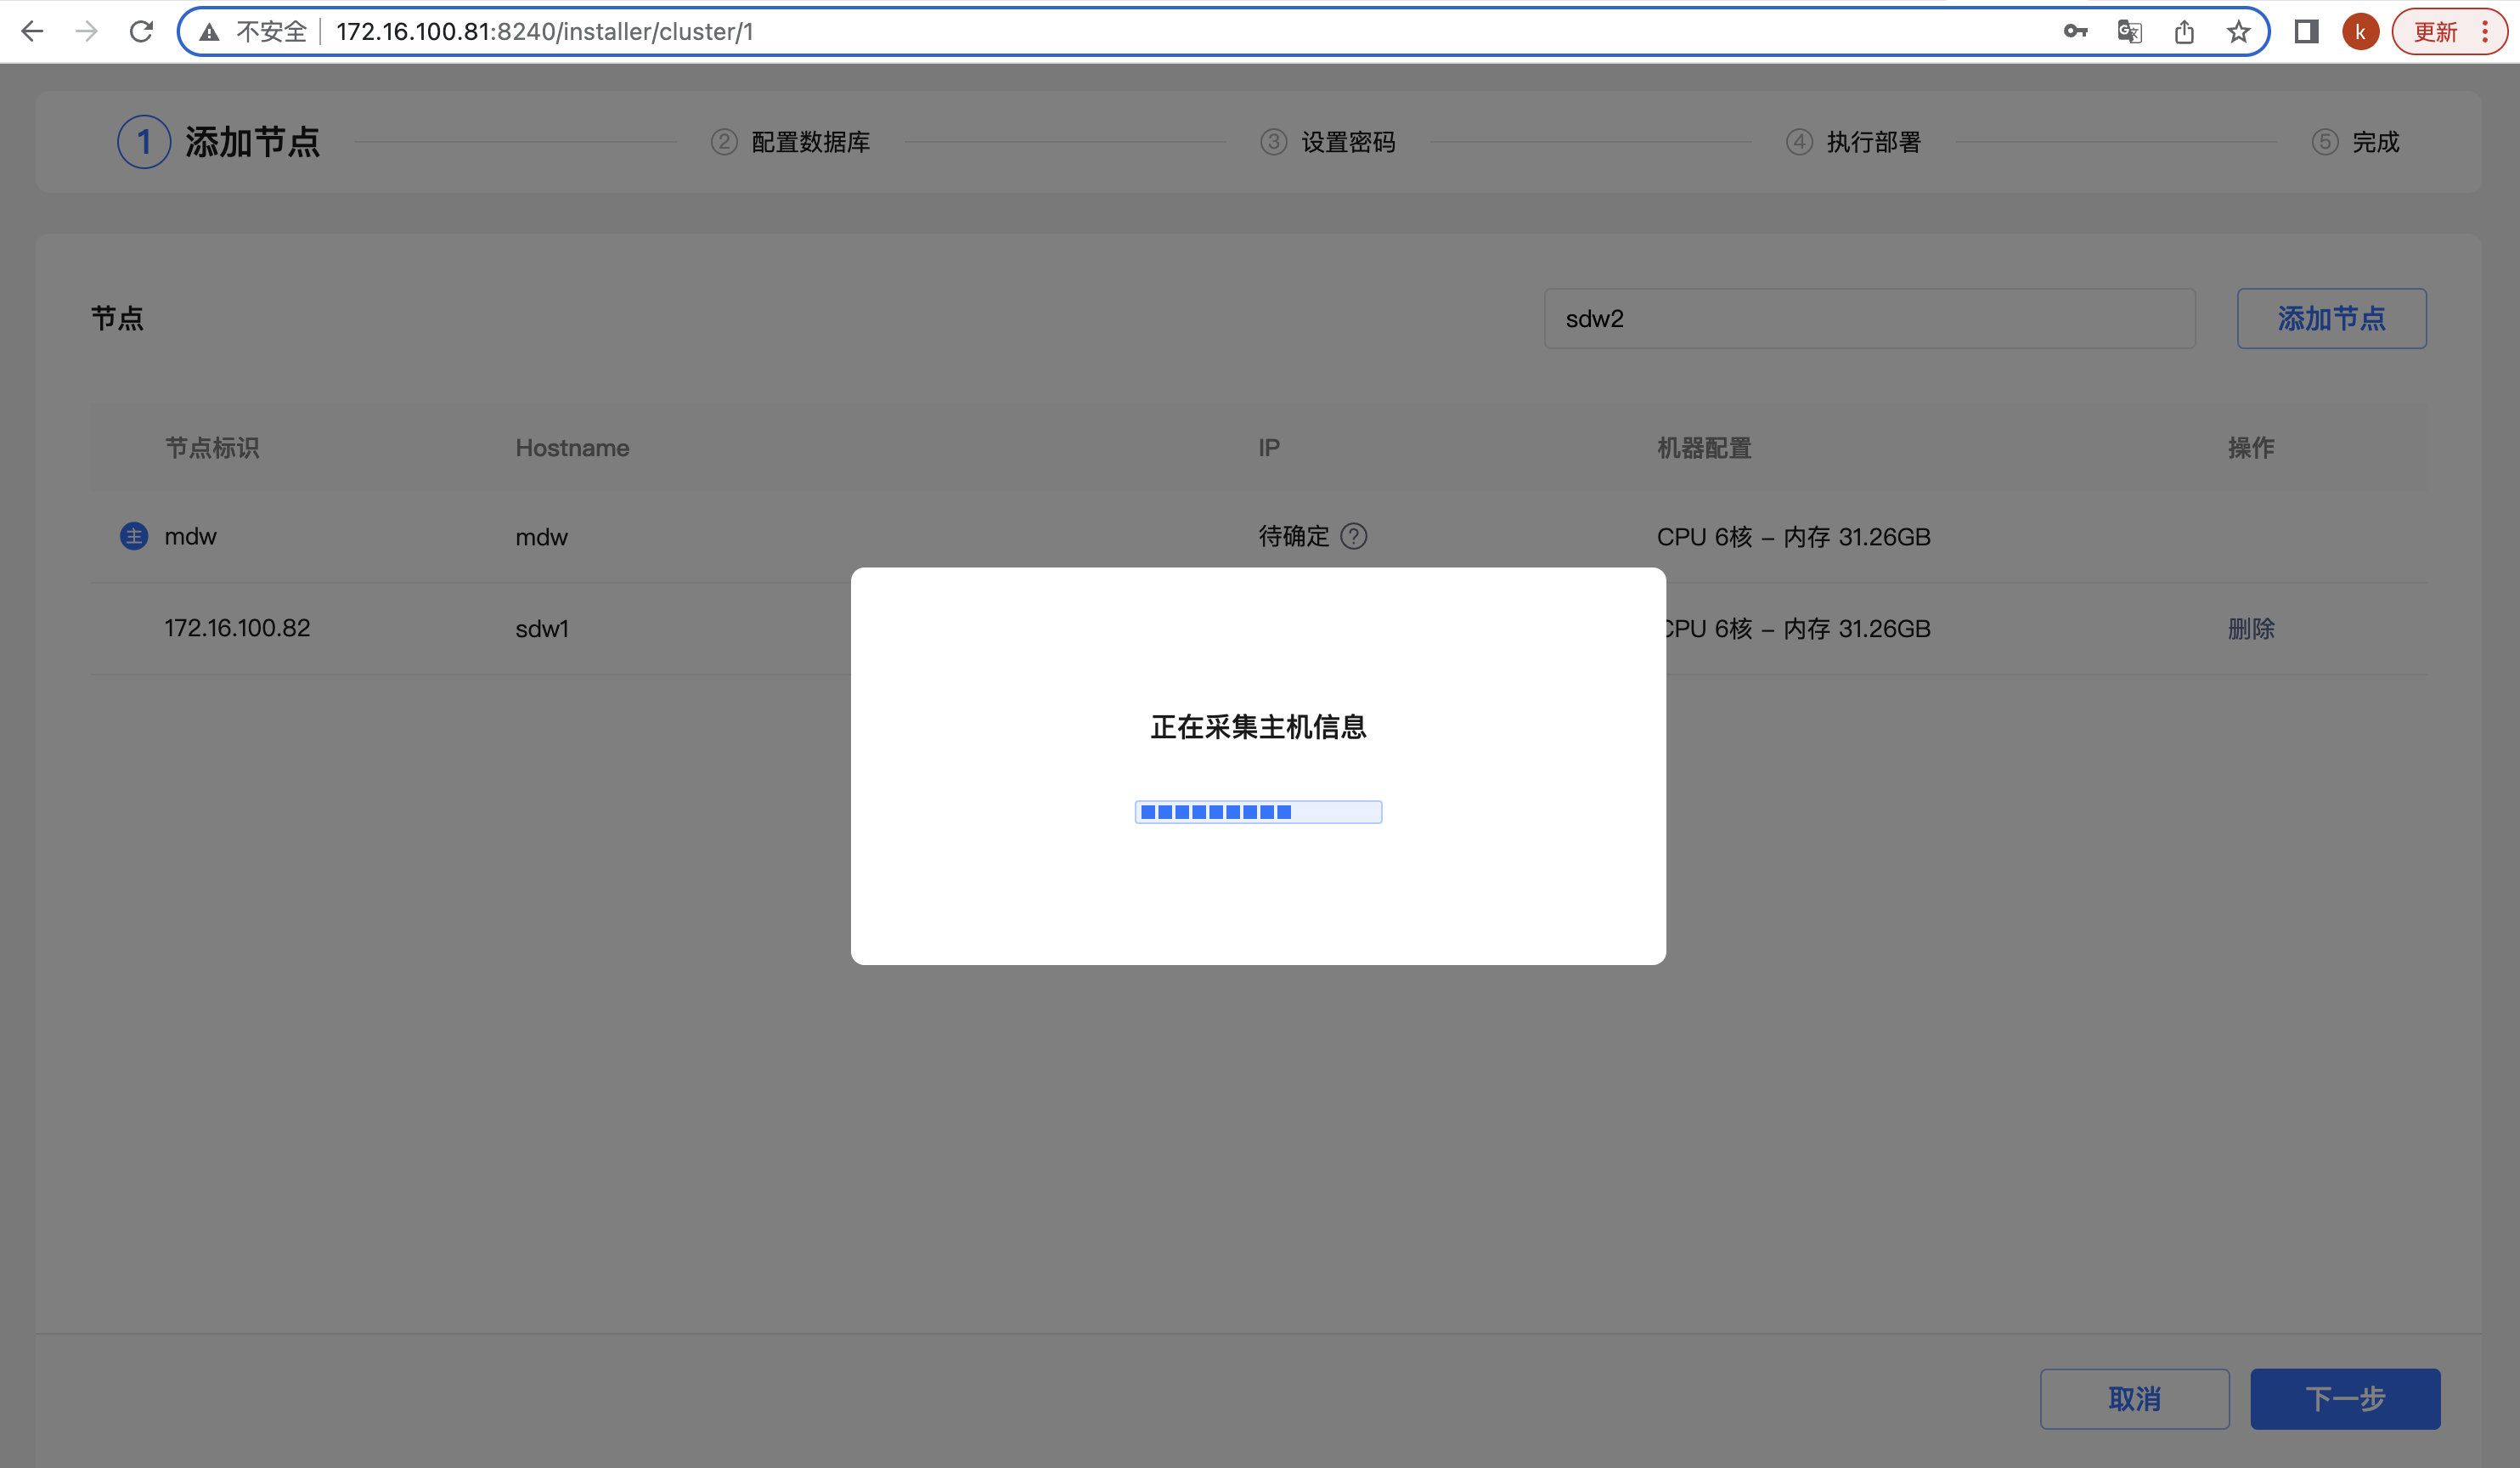 不安全 172.16.100.81:8240/installer/cluster/1 k 更新
1 添加节点 2 配置数据库 3 设置密码 4 执行部署 5 完成
节点 sdw2 添加节点
节点标识 Hostname IP 机器配置 操作
主 mdw mdw 待确定 ? CPU 6核 – 内存 31.26GB
172.16.100.82 sdw1 CPU 6核 – 内存 31.26GB 删除
正在采集主机信息
取消 下一步